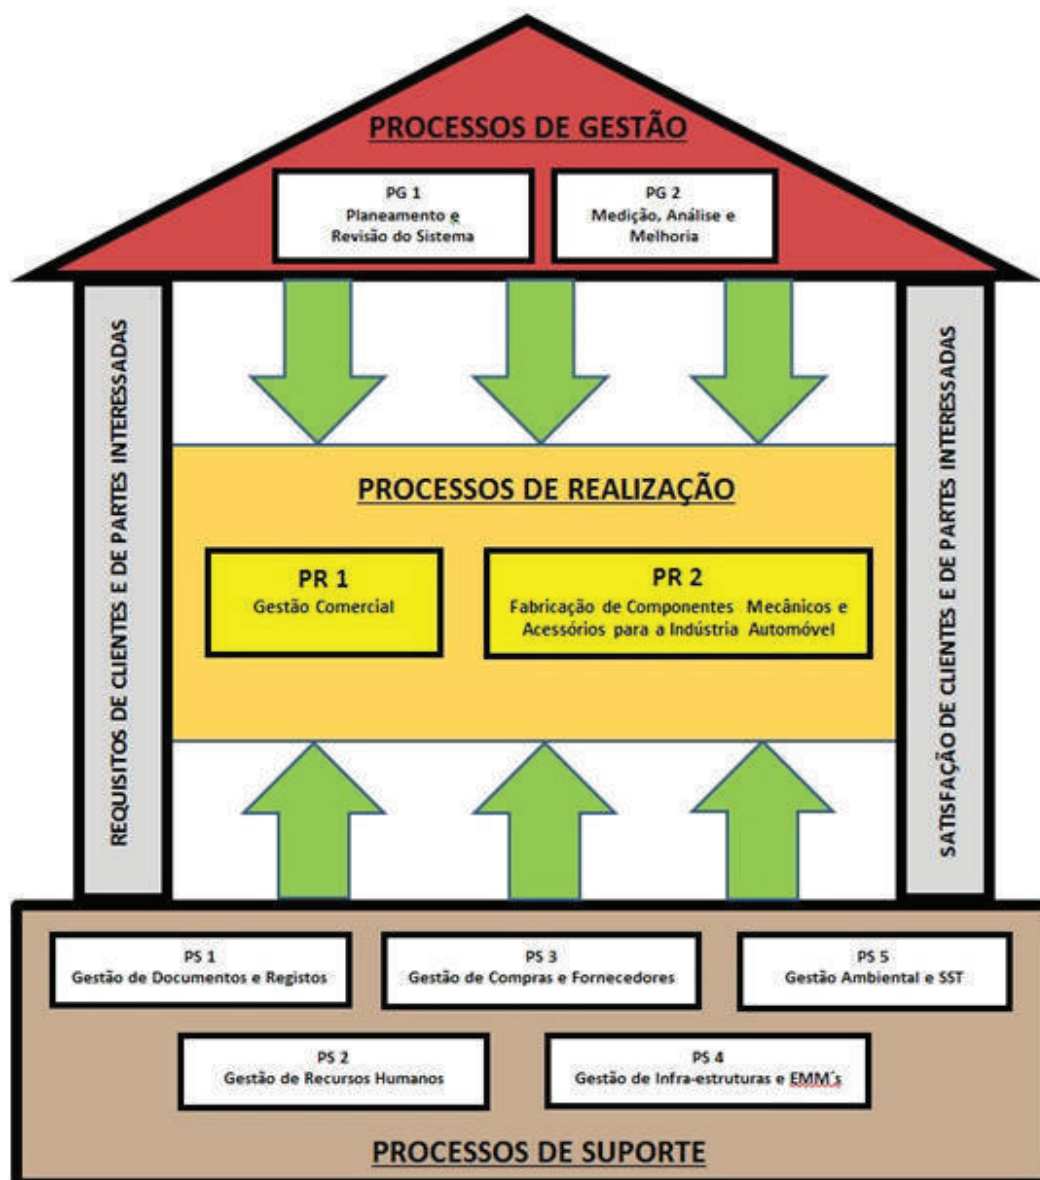 PROCESSOS DE GESTÃO
PG 1
Planeamento e
Revisão do Sistema
PG 2
Medição, Análise e
Melhoria
REQUISITOS DE CLIENTES E DE PARTES INTERESSADAS
PROCESSOS DE REALIZAÇÃO
PR 1
Gestão Comercial
PR 2
Fabricação de Componentes Mecânicos e
Acessórios para a Indústria Automóvel
SATISFAÇÃO DE CLIENTES E DE PARTES INTERESSADAS
PS 1
Gestão de Documentos e Registos
PS 3
Gestão de Compras e Fornecedores
PS 5
Gestão Ambiental e SST
PS 2
Gestão de Recursos Humanos
PS 4
Gestão de Infra-estruturas e EMM´s
PROCESSOS DE SUPORTE